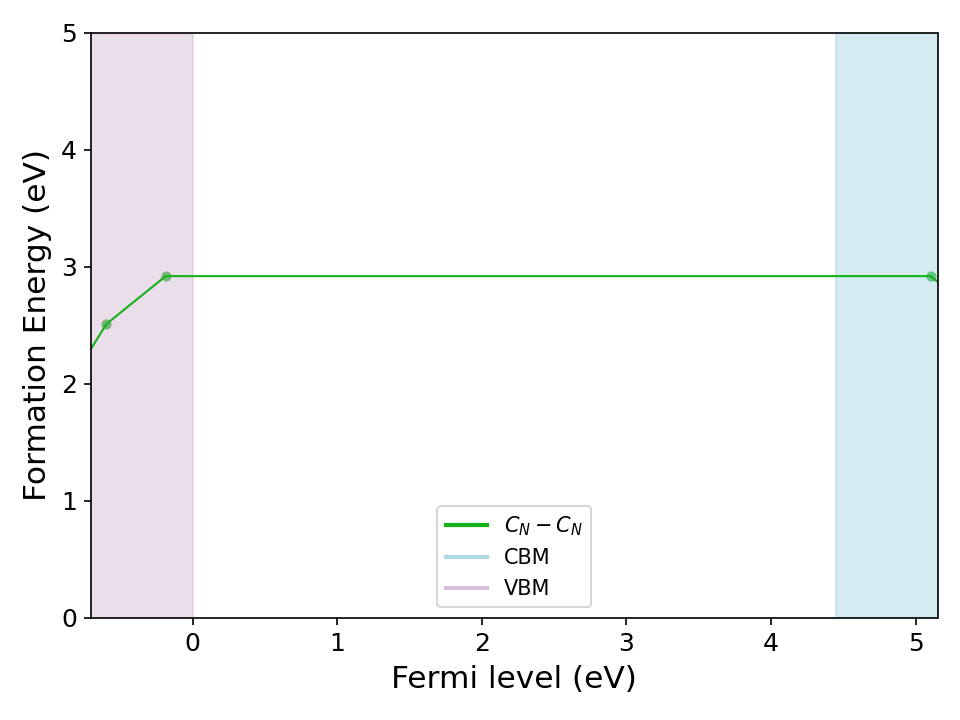 5
4
3
2
1
0
Formation Energy (eV)
0 1 2 3 4 5
Fermi level (eV)
C_N − C_N
CBM
VBM